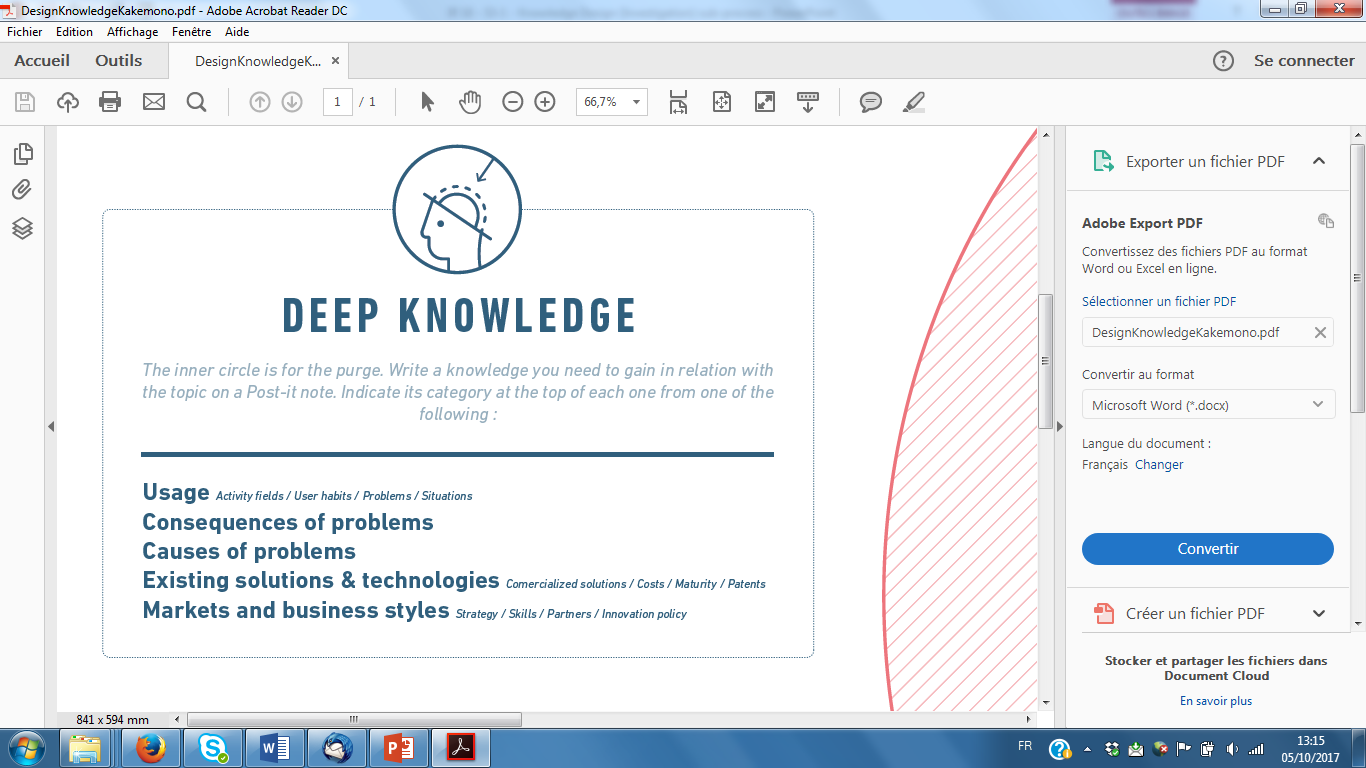 DesignKnowledgeKakemono.pdf - Adobe Acrobat Reader DC
Fichier Edition Affichage Fenêtre Aide
Accueil Outils DesignKnowledgeK... × Se connecter
1 / 1 66,7%
DEEP KNOWLEDGE
The inner circle is for the purge. Write a knowledge you need to gain in relation with
the topic on a Post-it note. Indicate its category at the top of each one from one of the
following :
Usage Activity fields / User habits / Problems / Situations
Consequences of problems
Causes of problems
Existing solutions & technologies Comercialized solutions / Costs / Maturity / Patents
Markets and business styles Strategy / Skills / Partners / Innovation policy
841 x 594 mm
Exporter un fichier PDF
Adobe Export PDF
Convertissez des fichiers PDF au format
Word ou Excel en ligne.
Sélectionner un fichier PDF
DesignKnowledgeKakemono.pdf
Convertir au format
Microsoft Word (*.docx)
Langue du document :
Français Changer
Convertir
Créer un fichier PDF
Stocker et partager les fichiers dans
Document Cloud
En savoir plus
FR
13:15
05/10/2017